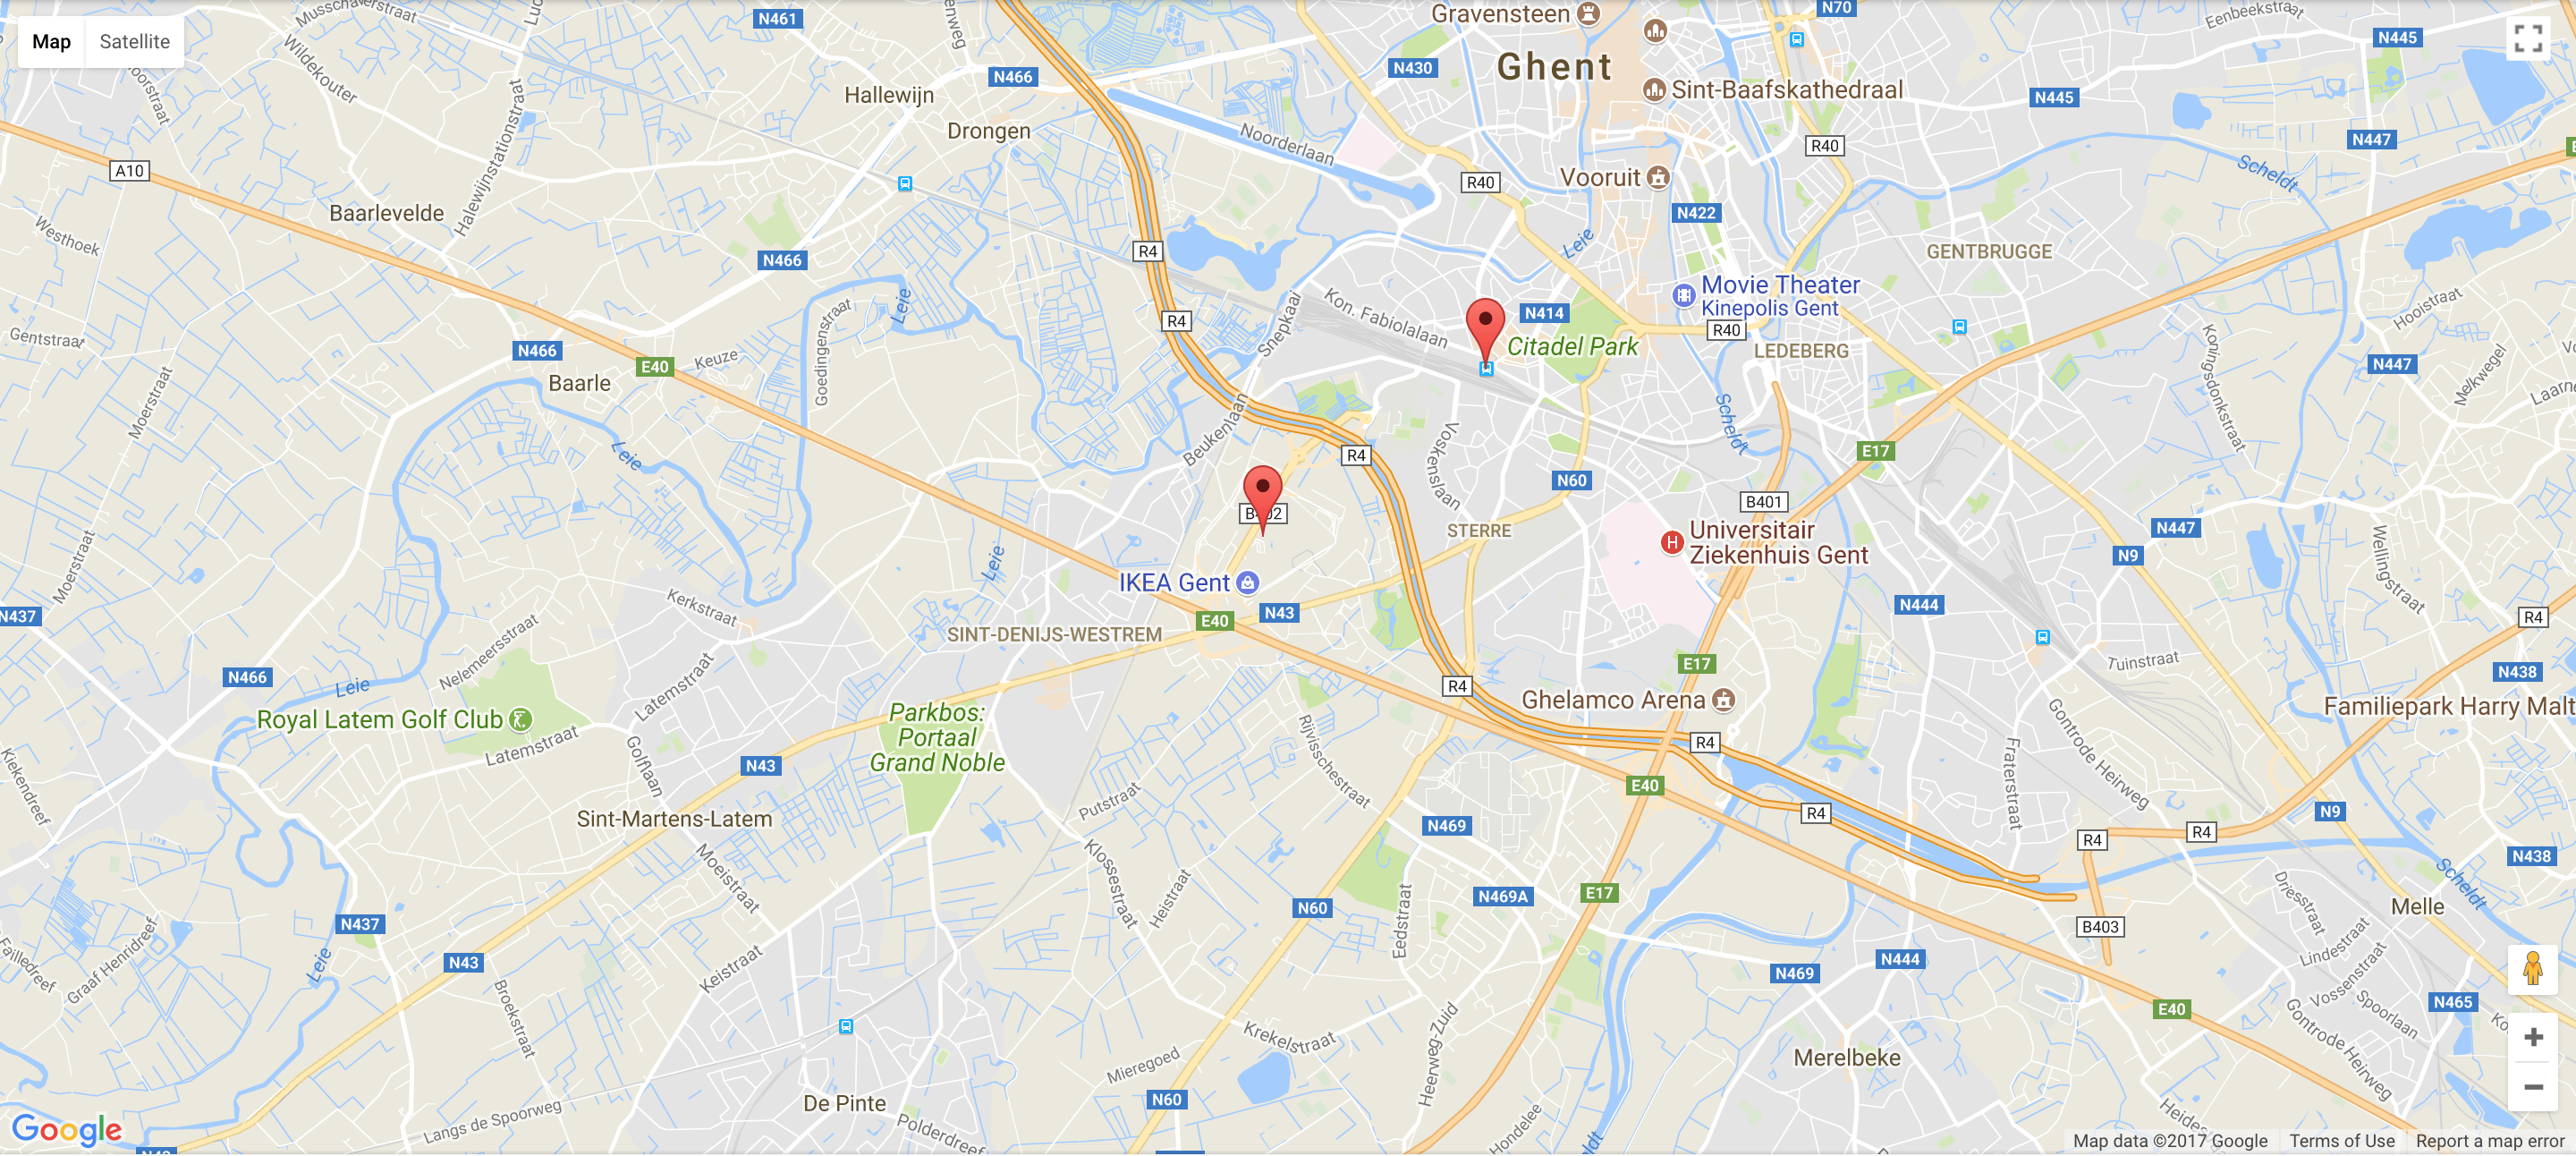 Map
Satellite
Musschaverstraat
Wildekouter
Halewijnstationstraat
N461
Hallewijn
N466
Drongen
Noorderlaan
N430
Gravensteen
Ghent
Sint-Baafskathedraal
N70
Eenbeekstraat
N445
N445
N447
A10
Baarlevelde
Westhoek
N466
R4
R40
Vooruit
N422
R40
Leie
GENTBRUGGE
Scheldt
Gentstraat
N466
Baarle
E40
Keuze
Goedingenstraat
Leie
R4
Snepkaai
Kon. Fabiolalaan
N414
Citadel Park
Movie Theater
Kinepolis Gent
R40
LEDEBERG
Hooistraat
Koningsdonkstraat
N447
Melkwegel
Moerstraat
Leie
Beukenlaan
R4
Voskenslaan
N60
Scheldt
E17
B401
B402
STERRE
Universitair
Ziekenhuis Gent
N447
N9
Wellingstraat
Moerstraat
Leie
IKEA Gent
N43
E40
SINT-DENIJS-WESTREM
Kerkstraat
N437
N444
R4
N466
Leie
Nelemeersstraat
Latemstraat
Royal Latem Golf Club
Latemstraat
Golflaan
Parkbos:
Portaal
Grand Noble
R4
E17
Ghelamco Arena
R4
Tuinstraat
N438
Familiepark Harry Malt
Kiekendreef
N43
Sint-Martens-Latem
Putstraat
Rijvisschestraat
E40
R4
Fraterstraat
Gontrode Heirweg
N9
N469
R4
R4
N438
Moeistraat
Klossestraat
Heistraat
N60
Eedstraat
N469A
E17
Scheldt
Melle
Driesstraat
B403
N437
Leie
N43
Failledreef
Graaf Henridreef
Broekstraat
Keistraat
N469
N444
Lindestraat
Vossenstraat
Spoorlaan
N465
E40
Krekelstraat
Heerweg-Zuid
Mieregoed
Merelbeke
Gontrode Heirweg
De Pinte
N60
Langs de Spoorweg
Polderdreef
Hondelee
Google
Map data ©2017 Google
Terms of Use
Report a map error